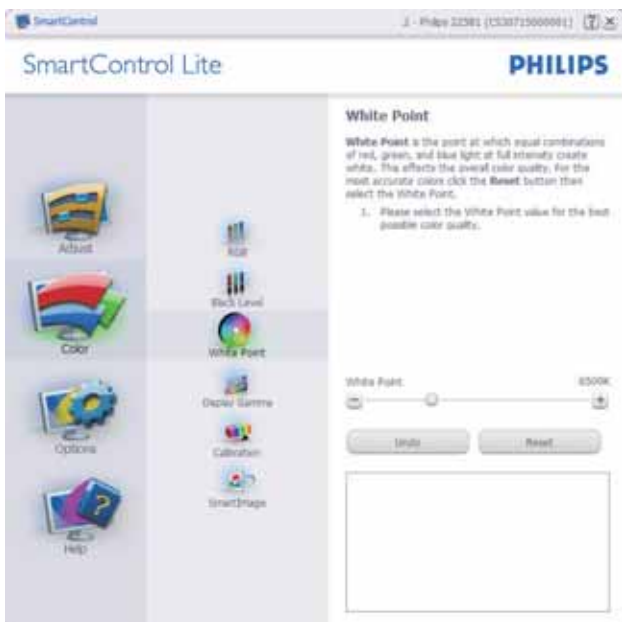 SmartControl
SmartControl Lite
PHILIPS
Adjust
Color
Options
Help
RGB
Black Level
White Point
Display Gamma
Calibration
SmartImage
White Point
White Point is the point at which equal combinations
of red, green, and blue light at full intensity create
white. This effects the overall color quality. For the
most accurate colors click the Reset button then
select the White Point.
1. Please select the White Point value for the best
possible color quality.
White Point 6500K
Undo Reset